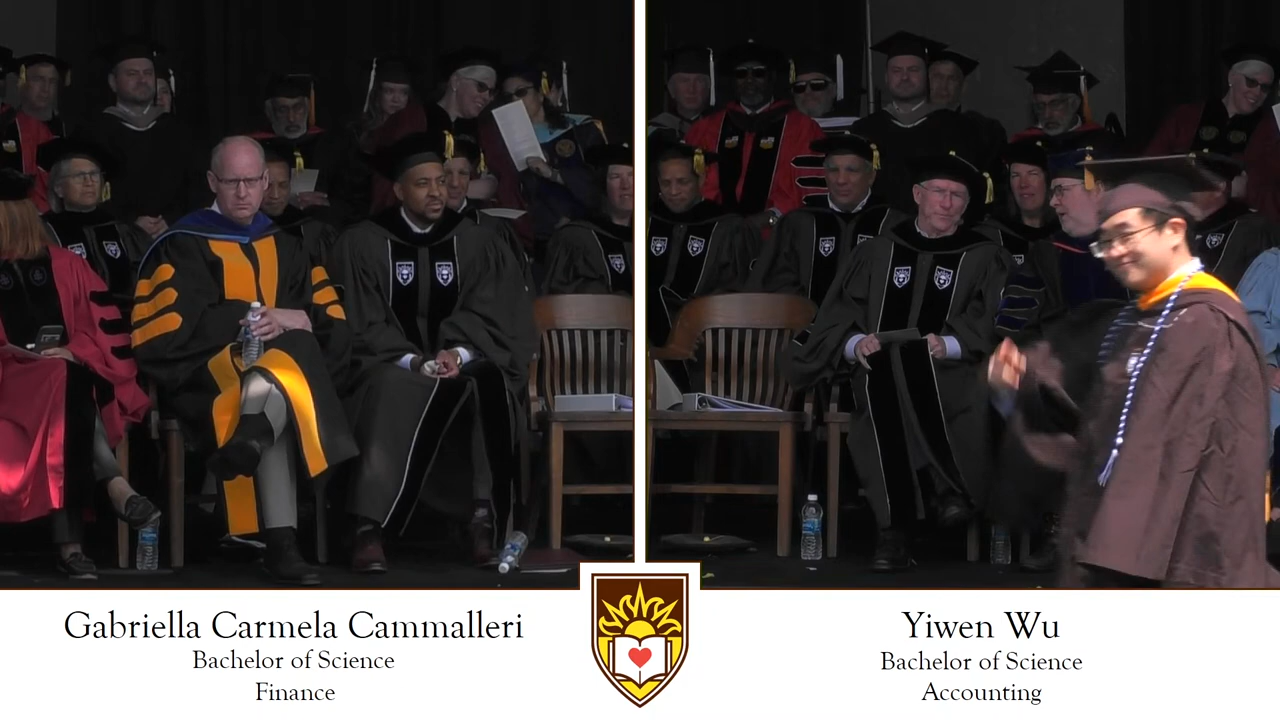 Gabriella Carmela Cammalleri
Bachelor of Science
Finance
Yiwen Wu
Bachelor of Science
Accounting